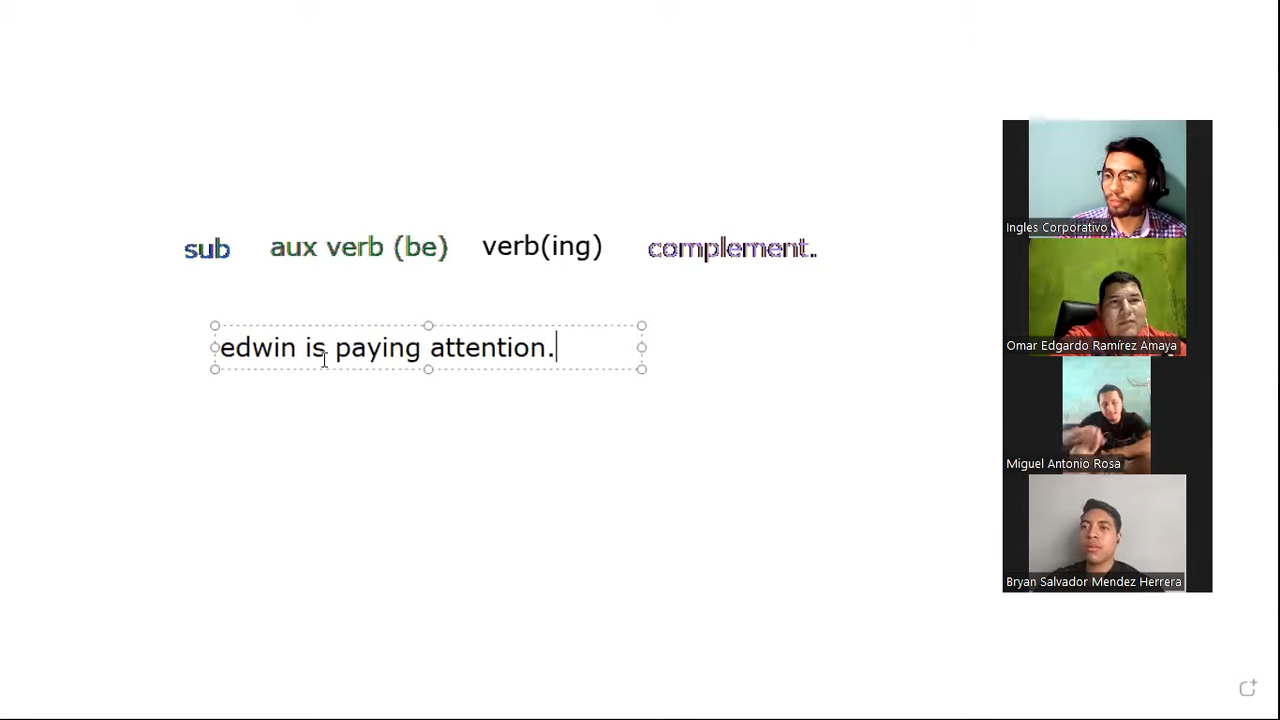 sub aux verb (be) verb(ing) complement.
edwin is paying attention.
Ingles Corporativo
Omar Edgardo Ramírez Amaya
Miguel Antonio Rosa
Bryan Salvador Mendez Herrera